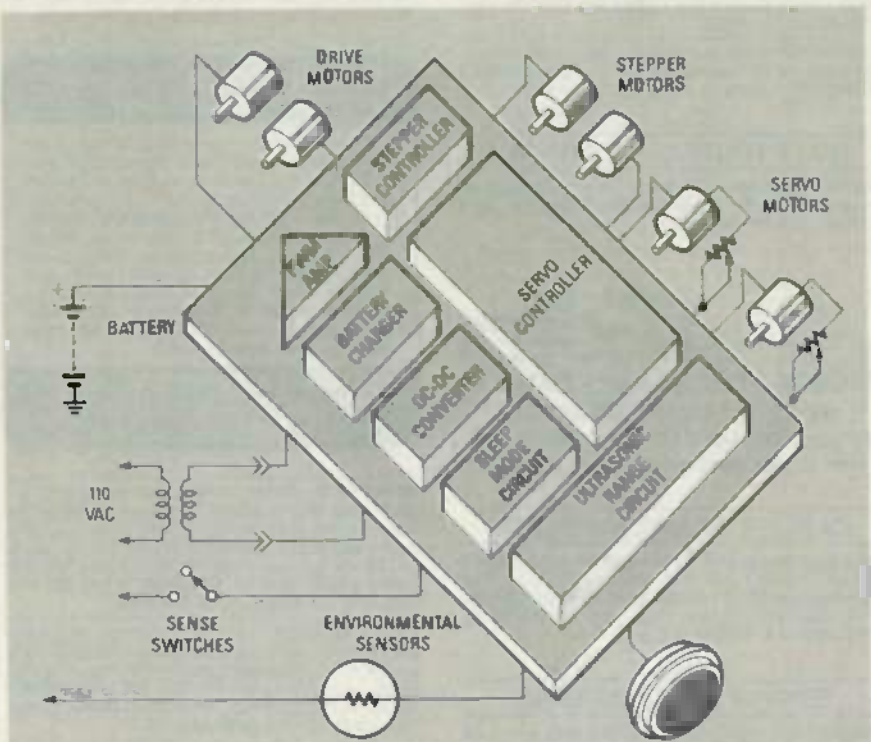 DRIVE
MOTORS
STEPPER
MOTORS
STEPPER
CONTROLLER
SERVO
MOTORS
AMP
SERVO
CONTROLLER
BATTERY
BATTERY
DC-DC
CONVERTER
SLEEP
MODE
CIRCUIT
ULTRASONIC
RANGE
CIRCUIT
110
VAC
SENSE
SWITCHES
ENVIRONMENTAL
SENSORS